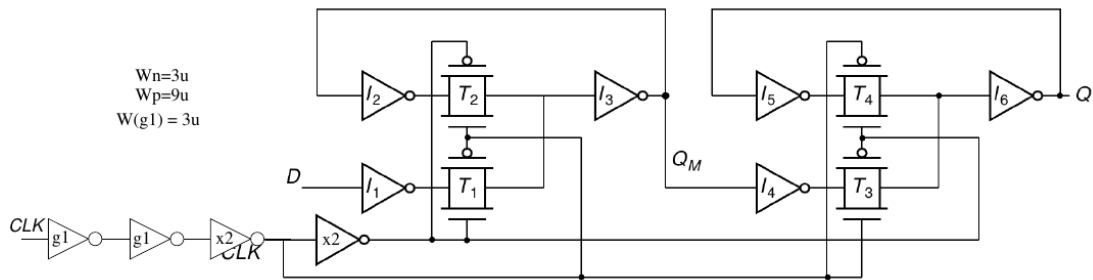 Wn=3u
Wp=9u
W(g1) = 3u
I2
T2
I3
I5
T4
I6
Q
D
I1
T1
QM
I4
T3
CLK
g1
g1
x2
CLK
x2